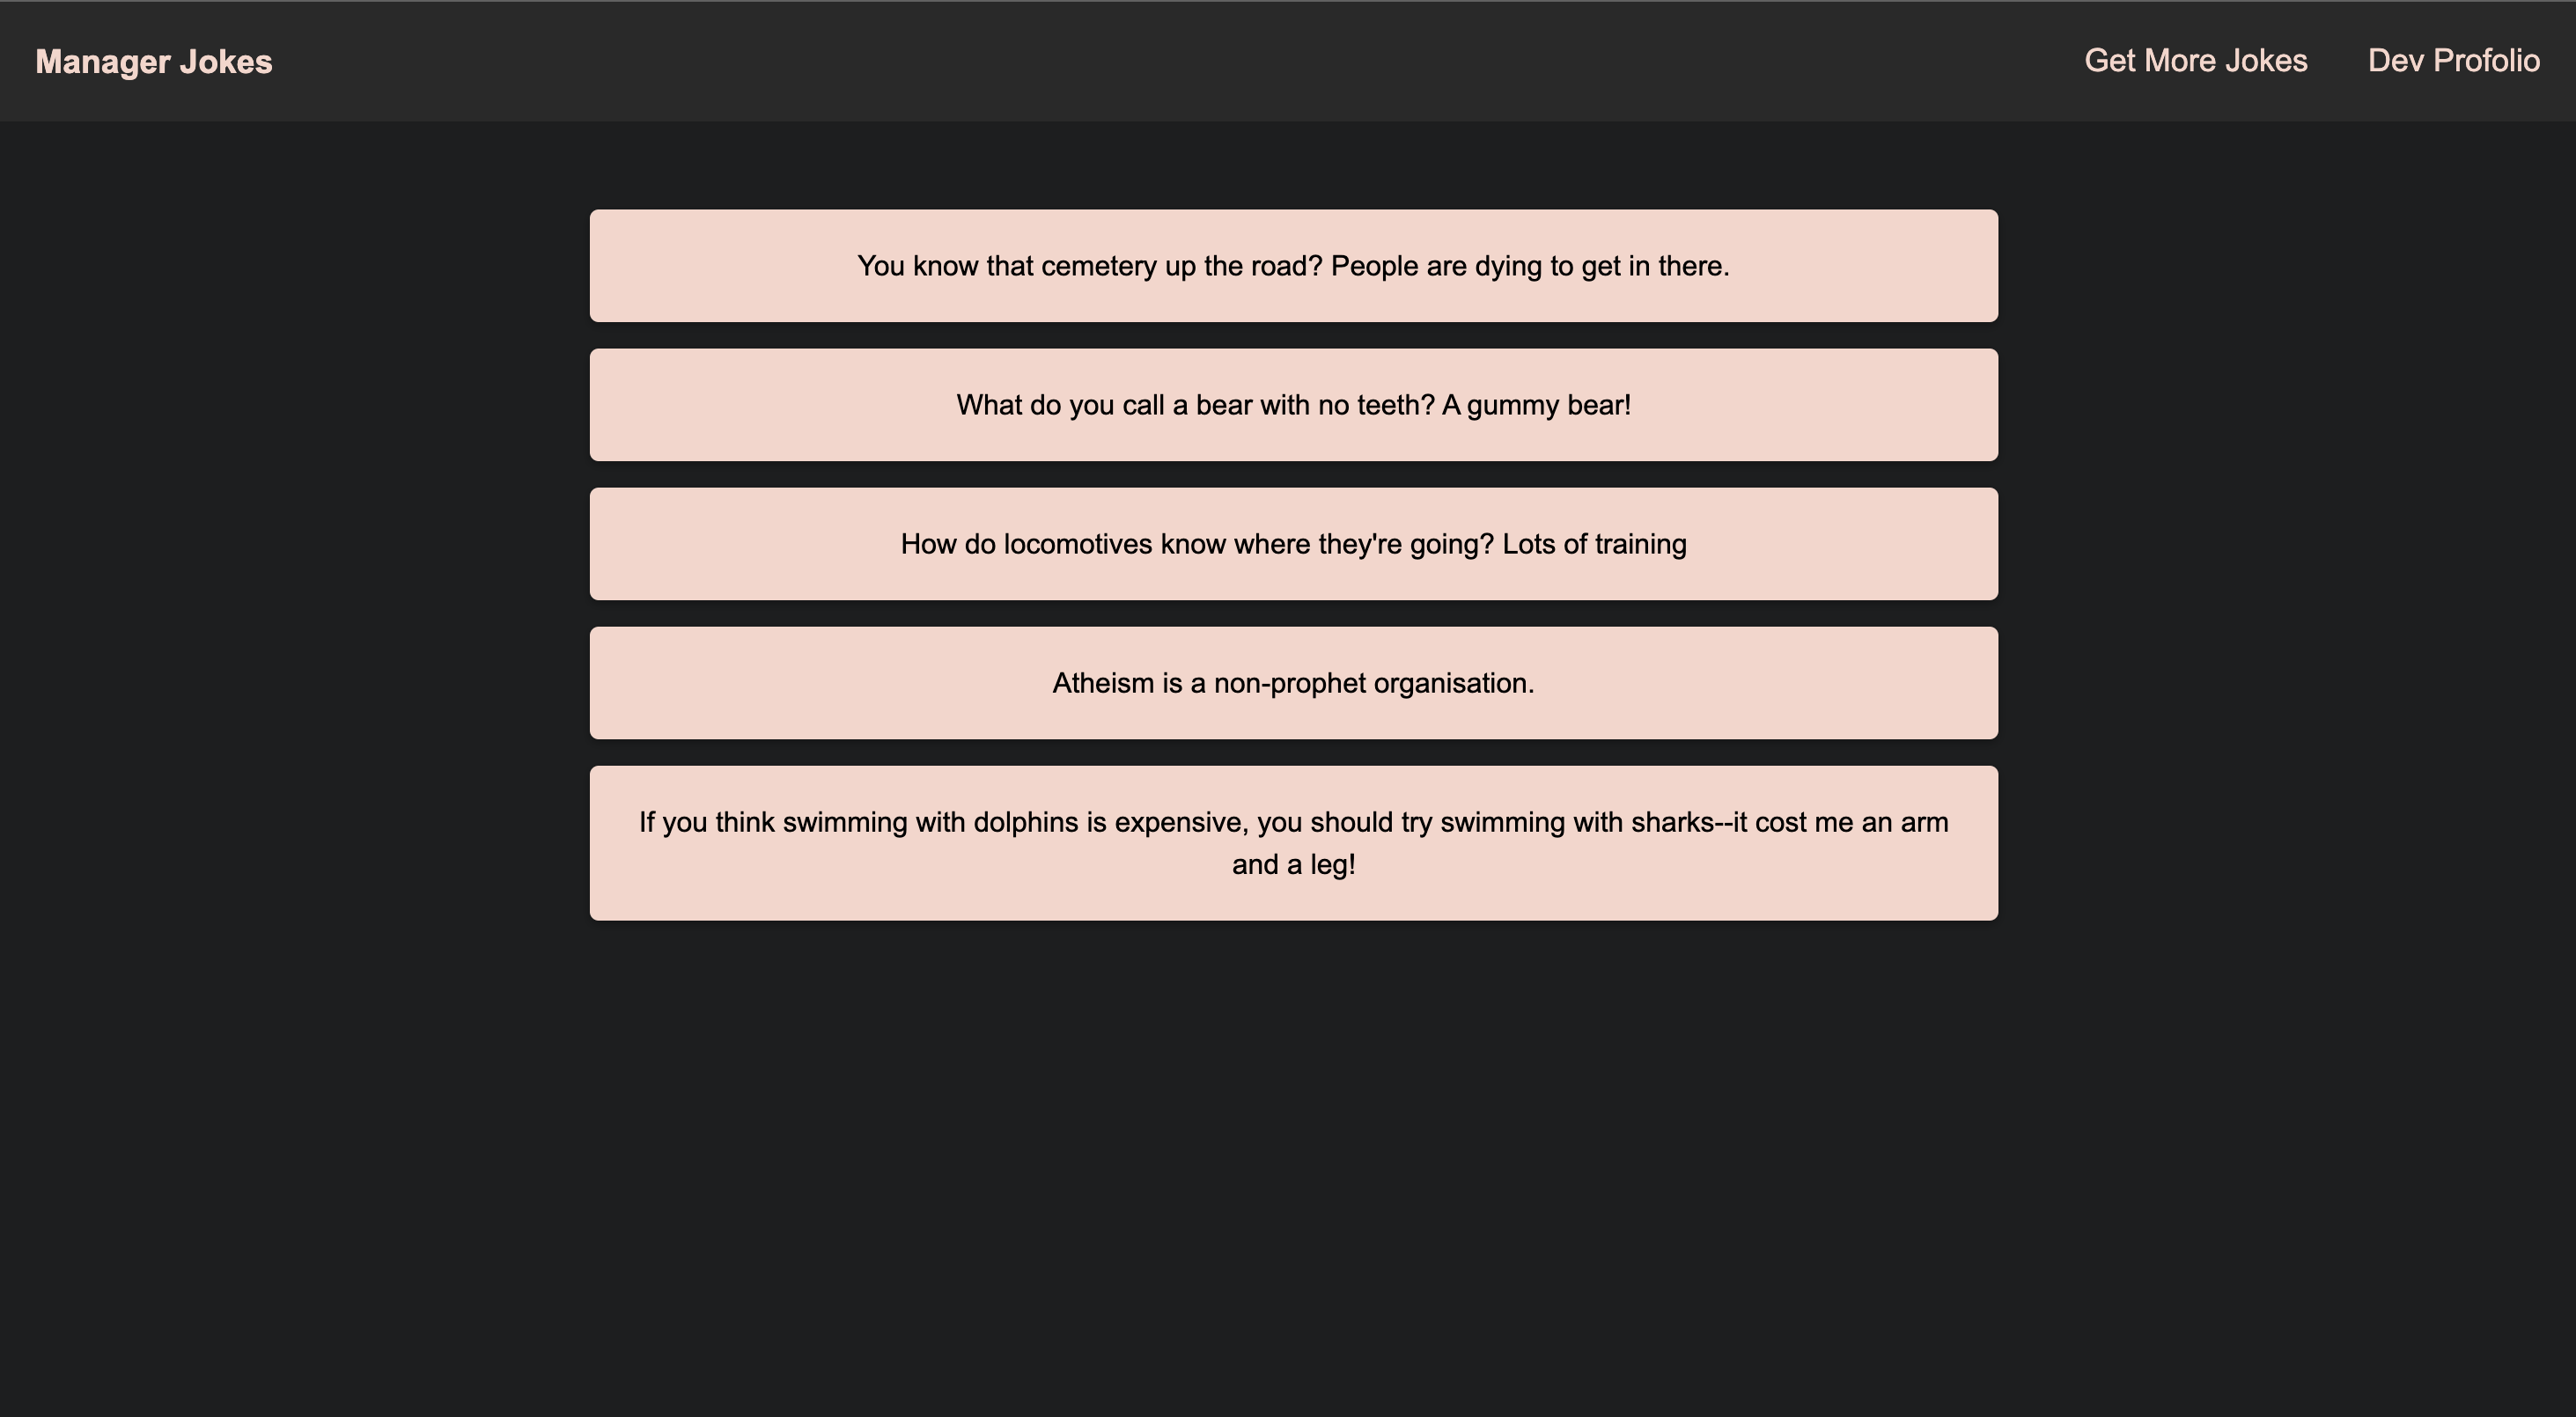 Manager Jokes
Get More Jokes
Dev Profolio
You know that cemetery up the road? People are dying to get in there.
What do you call a bear with no teeth? A gummy bear!
How do locomotives know where they're going? Lots of training
Atheism is a non-prophet organisation.
If you think swimming with dolphins is expensive, you should try swimming with sharks--it cost me an arm
and a leg!